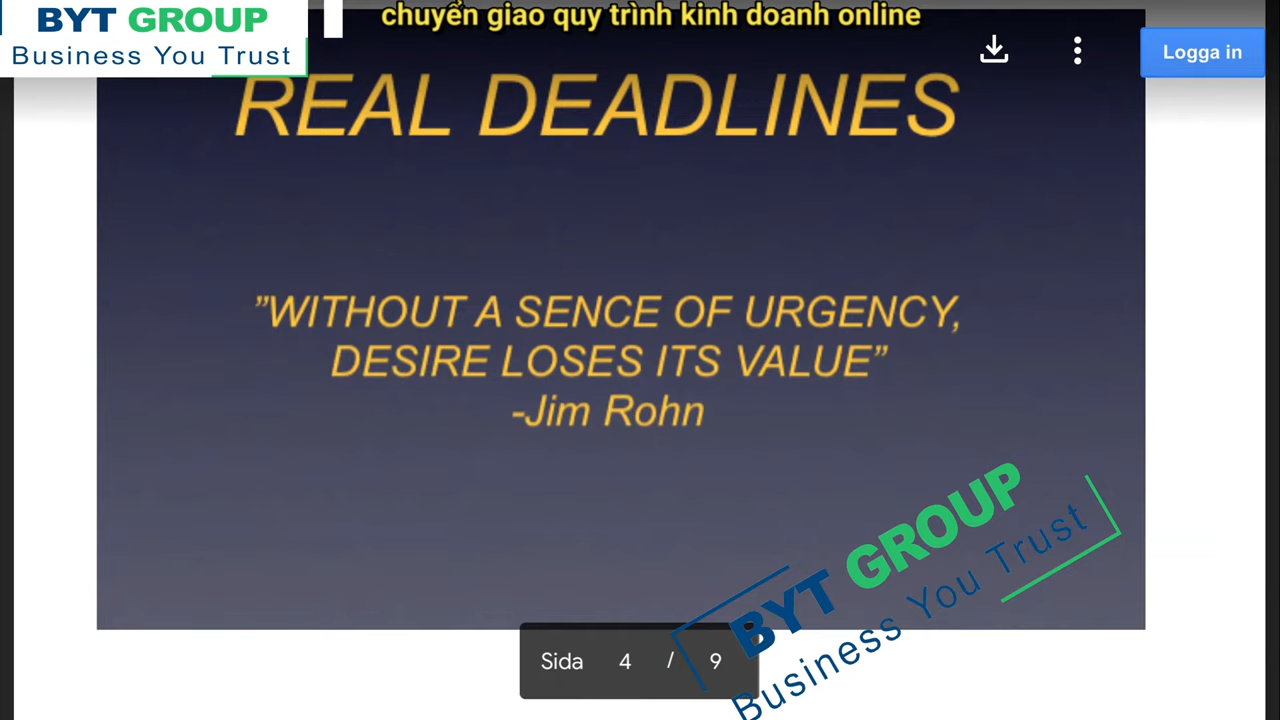 BYT GROUP
Business You Trust
chuyển giao quy trình kinh doanh online
Logga in
REAL DEADLINES
”WITHOUT A SENCE OF URGENCY,
DESIRE LOSES ITS VALUE”
-Jim Rohn
BYT GROUP
Business You Trust
Sida 4 / 9